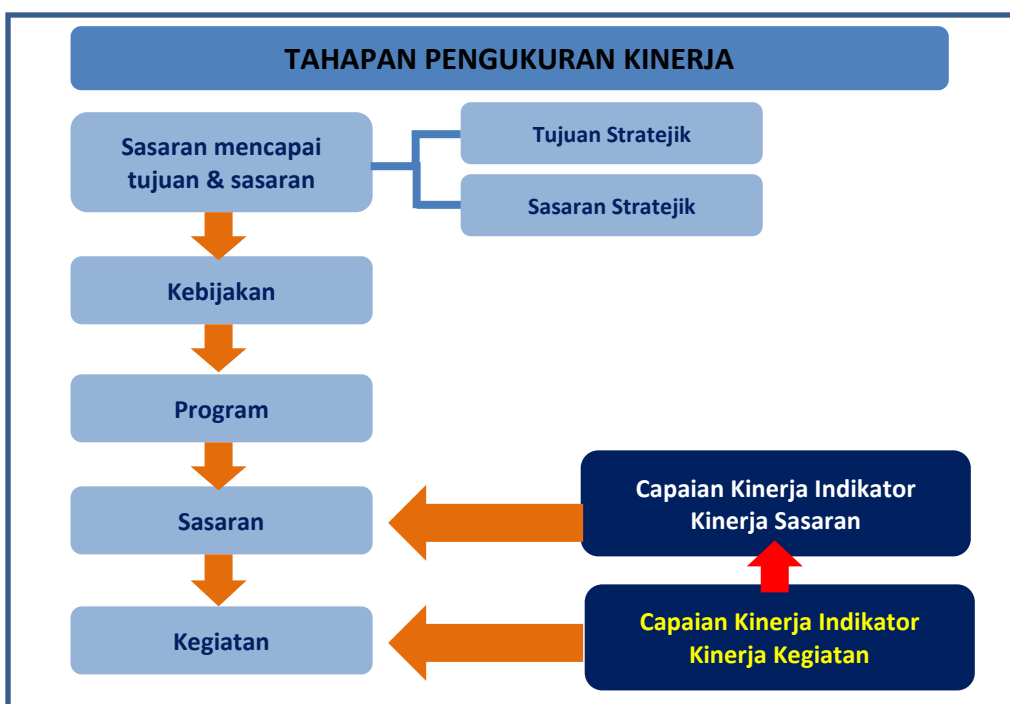 TAHAPAN PENGUKURAN KINERJA
Sasaran mencapai
tujuan & sasaran
Tujuan Stratejik
Sasaran Stratejik
Kebijakan
Program
Sasaran
Capaian Kinerja Indikator
Kinerja Sasaran
Kegiatan
Capaian Kinerja Indikator
Kinerja Kegiatan